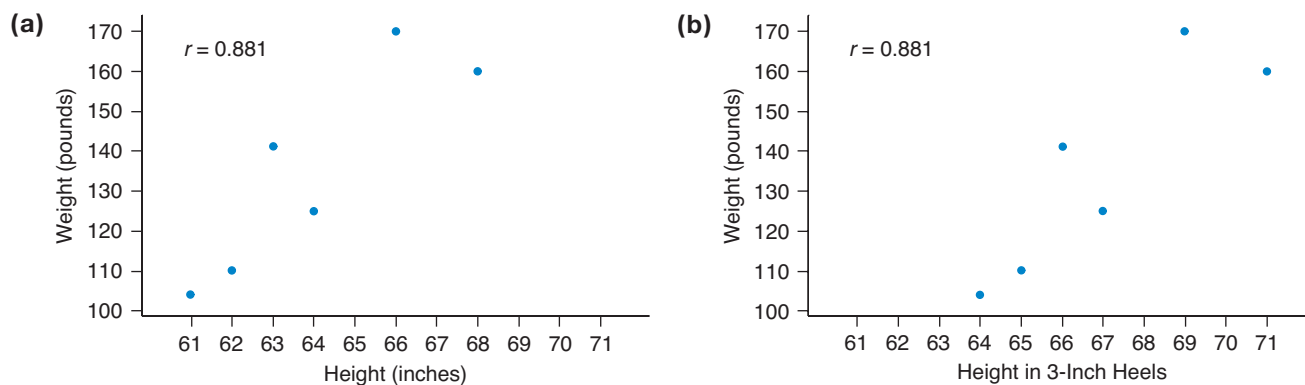 (a)
r = 0.881
Weight (pounds)
170
160
150
140
130
120
110
100
61 62 63 64 65 66 67 68 69 70 71
Height (inches)
(b)
r = 0.881
Weight (pounds)
170
160
150
140
130
120
110
100
61 62 63 64 65 66 67 69 70 71
Height in 3-Inch Heels